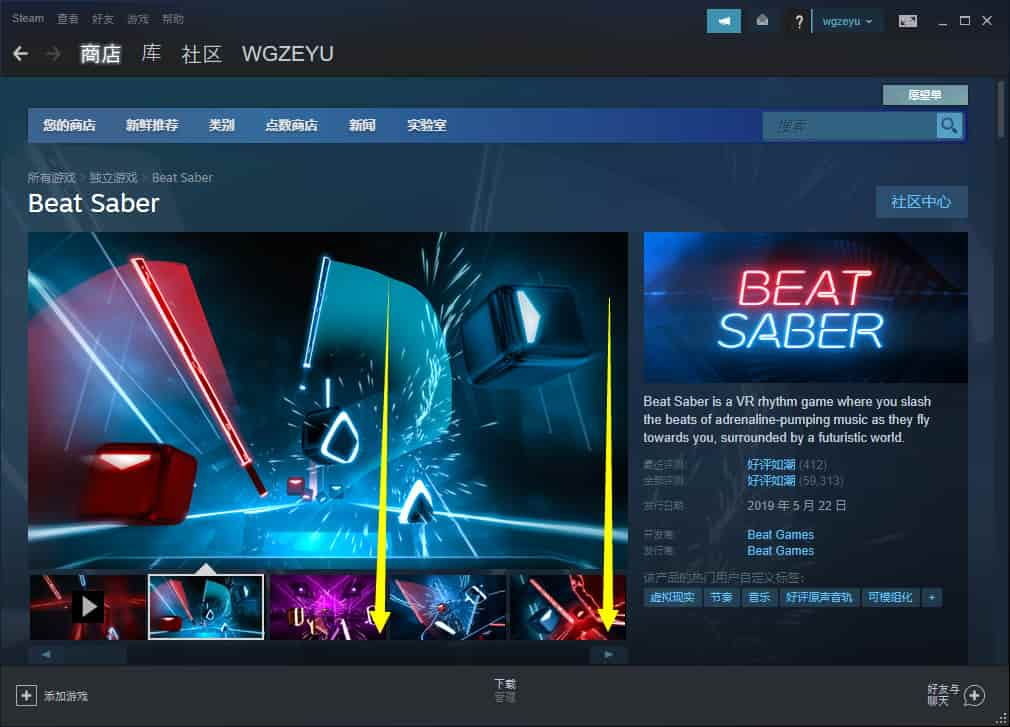 Steam 查看 好友 游戏 帮助
? wgzeyu
商店 库 社区 WGZEYU
愿望单
您的商店 新鲜推荐 类别 点数商店 新闻 实验室 搜索
所有游戏 > 独立游戏 > Beat Saber
Beat Saber
社区中心
BEAT
SABER
Beat Saber is a VR rhythm game where you slash
the beats of adrenaline-pumping music as they fly
towards you, surrounded by a futuristic world.
最近评测: 好评如潮 (412)
全部评测: 好评如潮 (59,313)
发行日期: 2019 年 5 月 22 日
开发商: Beat Games
发行商: Beat Games
该产品的热门用户自定义标签:
虚拟现实 节奏 音乐 好评原声音轨 可模组化 +
添加游戏
下载
管理
好友与
聊天